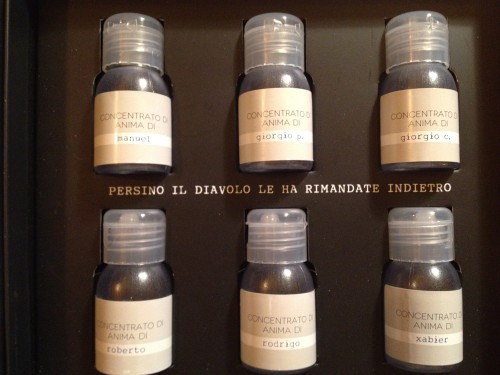 CONCENTRATO DI
ANIMA DI
manuel
CONCENTRATO DI
ANIMA DI
giorgio p.
CONCENTRATO DI
ANIMA DI
giorgio c.
PERSINO IL DIAVOLO LE HA RIMANDATE INDIETRO
CONCENTRATO DI
ANIMA DI
roberto
CONCENTRATO DI
ANIMA DI
rodrigo
CONCENTRATO DI
ANIMA DI
xabier